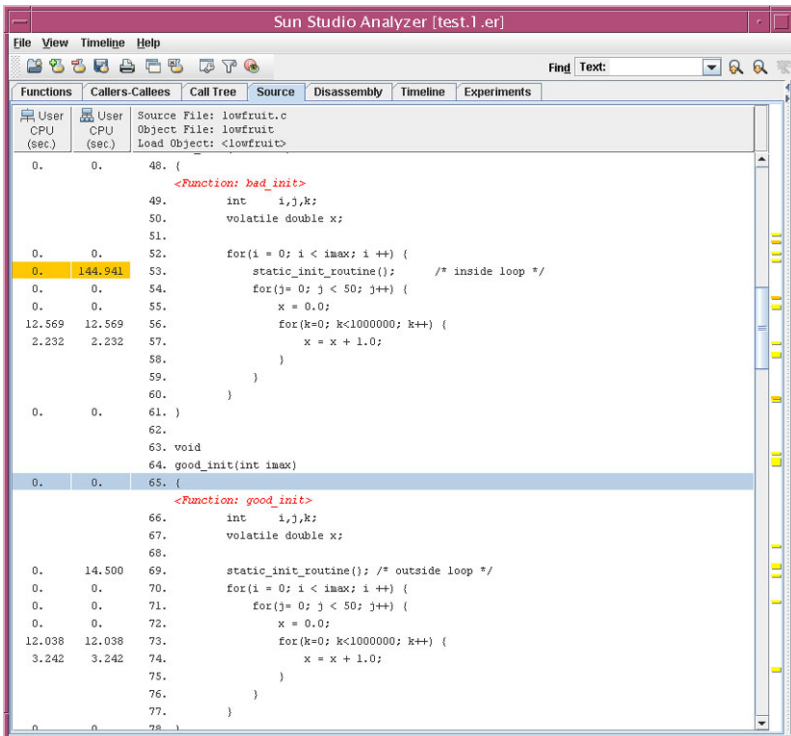 Sun Studio Analyzer [test.1.er]
File View Timeline Help
Find Text:
Functions Callers-Callees Call Tree Source Disassembly Timeline Experiments
User CPU (sec.) User CPU (sec.) Source File: lowfruit.c
Object File: lowfruit
Load Object: <lowfruit>
0. 0. 48. {
<Function: bad_init>
49. int i,j,k;
50. volatile double x;
51.
0. 0. 52. for(i = 0; i < imax; i ++) {
0. 144.941 53. static_init_routine(); /* inside loop */
0. 0. 54. for(j= 0; j < 50; j++) {
0. 0. 55. x = 0.0;
12.569 12.569 56. for(k=0; k<1000000; k++) {
2.232 2.232 57. x = x + 1.0;
58. }
59. }
60. }
0. 0. 61. }
62.
63. void
64. good_init(int imax)
0. 0. 65. {
<Function: good_init>
66. int i,j,k;
67. volatile double x;
68.
0. 14.500 69. static_init_routine(); /* outside loop */
0. 0. 70. for(i = 0; i < imax; i ++) {
0. 0. 71. for(j= 0; j < 50; j++) {
0. 0. 72. x = 0.0;
12.038 12.038 73. for(k=0; k<1000000; k++) {
3.242 3.242 74. x = x + 1.0;
75. }
76. }
77. }
0. 0. 78. }